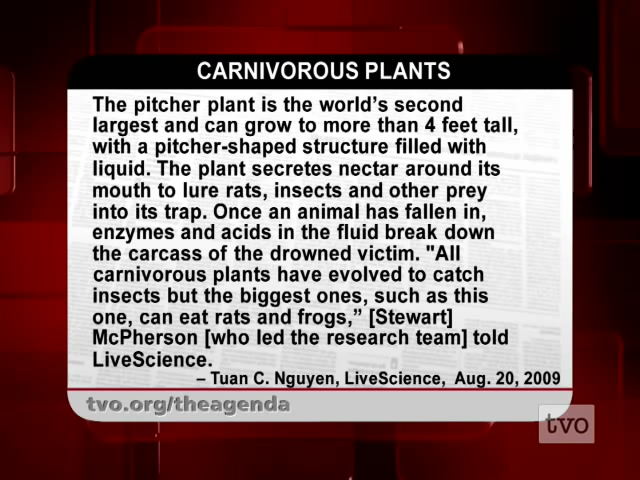 CARNIVOROUS PLANTS
The pitcher plant is the world's second
largest and can grow to more than 4 feet tall,
with a pitcher-shaped structure filled with
liquid. The plant secretes nectar around its
mouth to lure rats, insects and other prey
into its trap. Once an animal has fallen in,
enzymes and acids in the fluid break down
the carcass of the drowned victim. "All
carnivorous plants have evolved to catch
insects but the biggest ones, such as this
one, can eat rats and frogs,” [Stewart]
McPherson [who led the research team] told
LiveScience.
– Tuan C. Nguyen, LiveScience, Aug. 20, 2009
tvo.org/theagenda
tvo